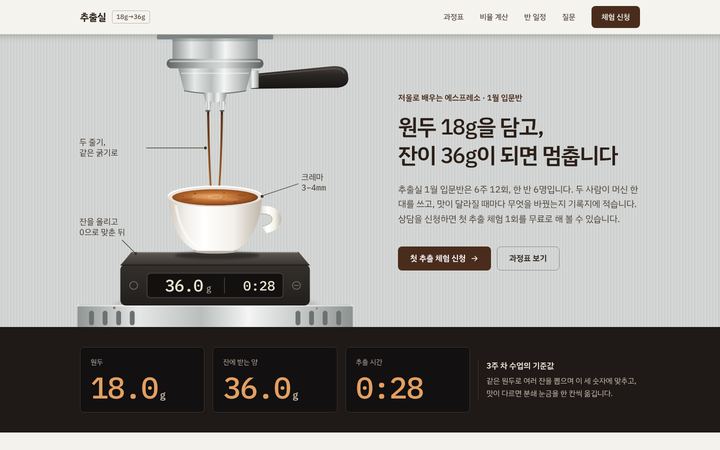 추출실 18g→36g
과정표 비율 계산 반 일정 질문 체험 신청
두 줄기,
같은 굵기로
크레마
3–4mm
잔을 올리고
0으로 맞춘 뒤
36.0g 0:28
저울로 배우는 에스프레소 · 1월 입문반
원두 18g을 담고,
잔이 36g이 되면 멈춥니다
추출실 1월 입문반은 6주 12회, 한 반 6명입니다. 두 사람이 머신 한
대를 쓰고, 맛이 달라질 때마다 무엇을 바꿨는지 기록지에 적습니다.
상담을 신청하면 첫 추출 체험 1회를 무료로 해 볼 수 있습니다.
첫 추출 체험 신청 →
과정표 보기
원두
18.0g
잔에 받는 양
36.0g
추출 시간
0:28
3주 차 수업의 기준값
같은 원두로 여러 잔을 뽑으며 이 세 숫자에 맞추고,
맛이 다르면 분쇄 눈금을 한 칸씩 옮깁니다.